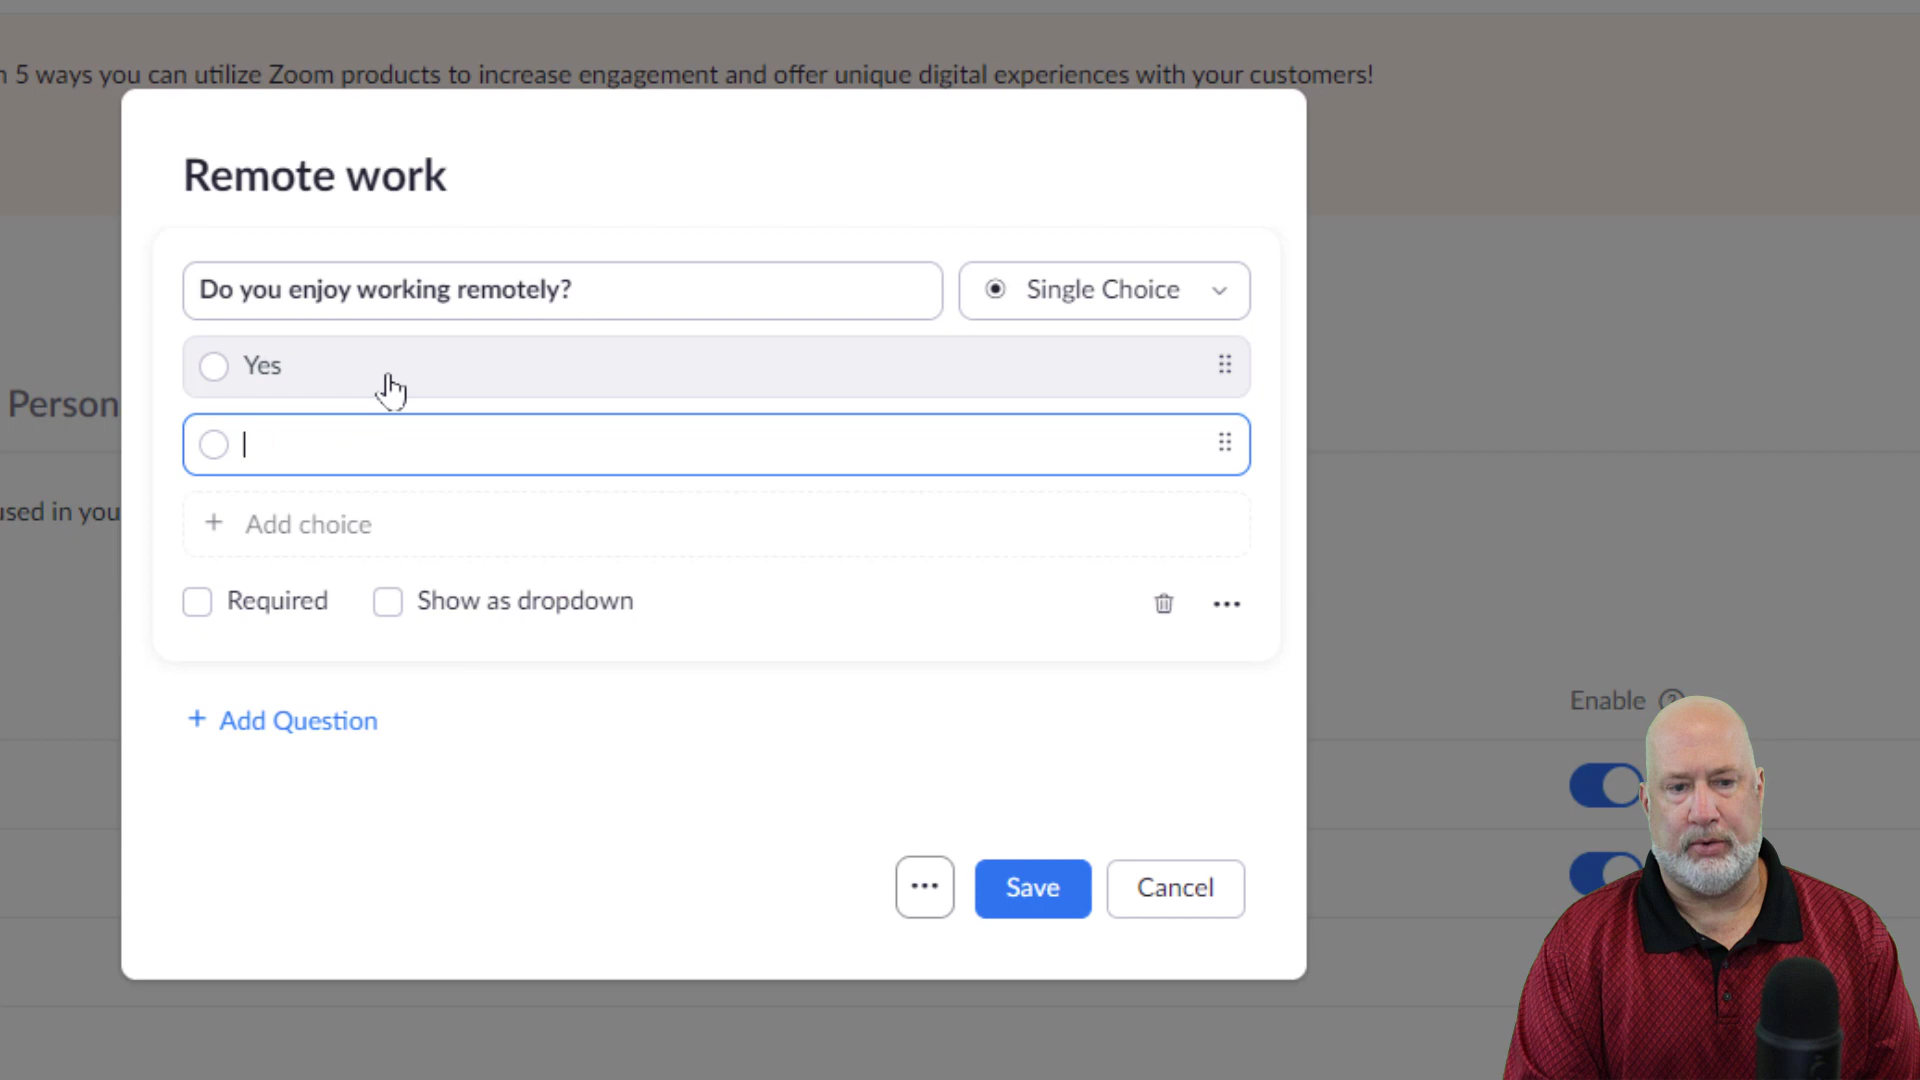 5 ways you can utilize Zoom products to increase engagement and offer unique digital experiences with your customers!
Remote work
Do you enjoy working remotely?
Single Choice
Yes
Person
+ Add choice
used in you
Required
Show as dropdown
•••
Enable
+ Add Question
•••
Save
Cancel